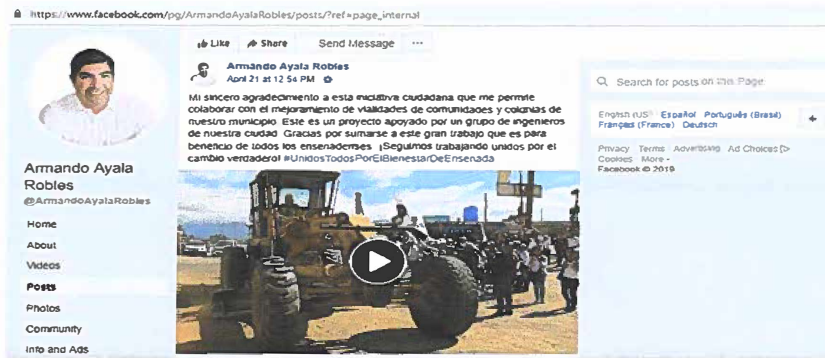 https://www.facebook.com/pg/ArmandoAyalaRobles/posts/?ref=page_internal
Like Share Send Message ...
Armando Ayala Robles
April 21 at 12:54 PM
Mi sincero agradecimiento a esta iniciativa ciudadana que me permite
colaborar con el mejoramiento de vialidades de comunidades y colonias de
nuestro municipio. Este es un proyecto apoyado por un grupo de ingenieros
de nuestra ciudad. Gracias por sumarse a este gran trabajo que es para
beneficio de todos los ensenadenses. ¡Seguimos trabajando unidos por el
cambio verdadero! #UnidosTodosPorElBienestarDeEnsenada
Armando Ayala
Robles
@ArmandoAyalaRobles
Home
About
Videos
Posts
Photos
Community
Info and Ads
Search for posts on this Page
English (US) Español Português (Brasil)
Français (France) Deutsch
Privacy Terms Advertising Ad Choices
Cookies More
Facebook © 2019